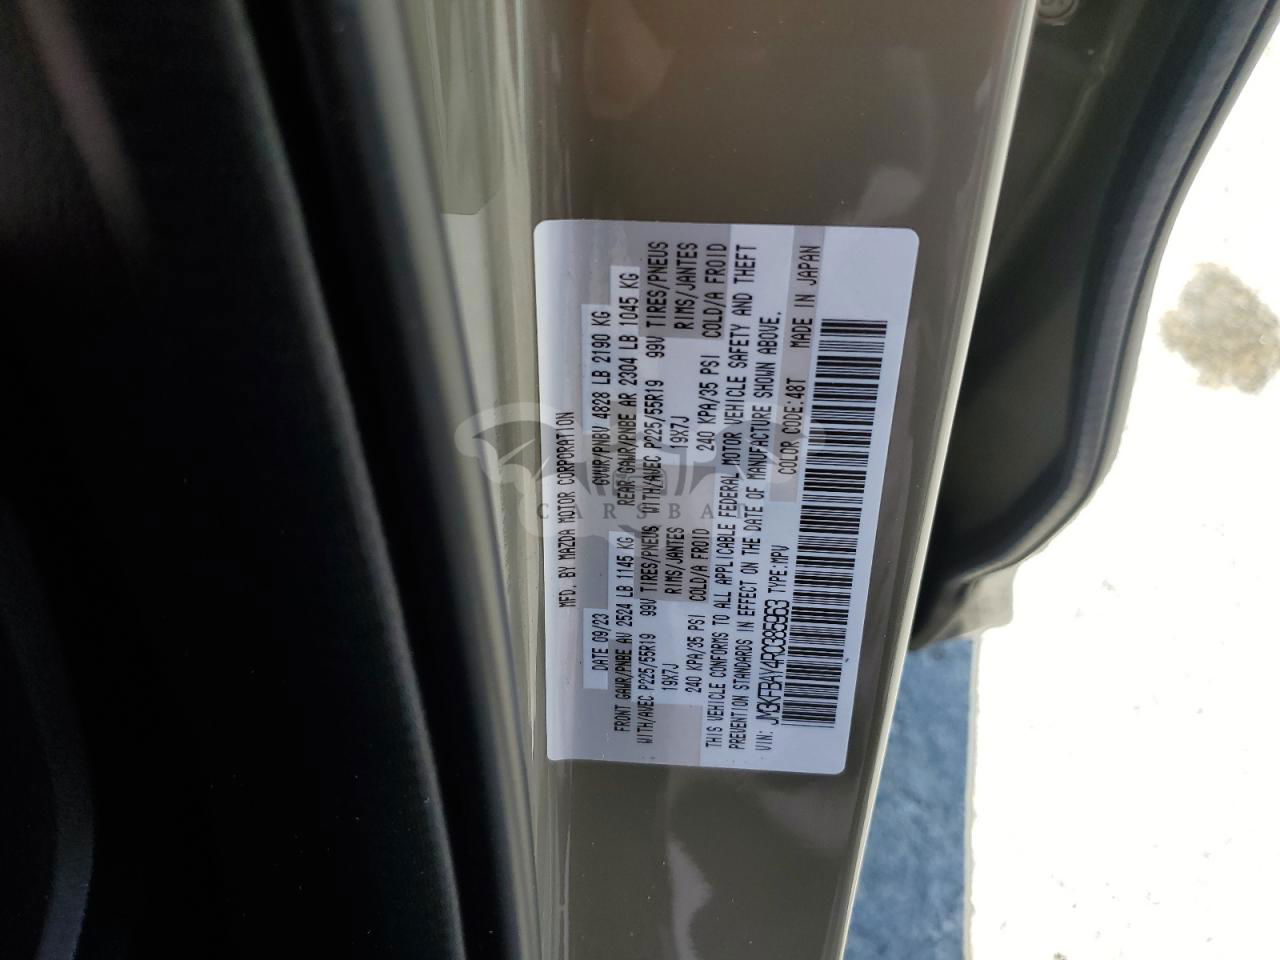 MFD. BY MAZDA MOTOR CORPORATION
DATE 09/23 GVWR/PNBV 4828 LB 2190 KG
FRONT GAWR/PNBE AV 2524 LB 1145 KG REAR GAWR/PNBE AR 2304 LB 1045 KG
WITH/AVEC P225/55R19 99V TIRES/PNEUS WITH/AVEC P225/55R19 99V TIRES/PNEUS
19X7J RIMS/JANTES 19X7J RIMS/JANTES
240 KPA/35 PSI COLD/A FROID 240 KPA/35 PSI COLD/A FROID
THIS VEHICLE CONFORMS TO ALL APPLICABLE FEDERAL MOTOR VEHICLE SAFETY AND THEFT
PREVENTION STANDARDS IN EFFECT ON THE DATE OF MANUFACTURE SHOWN ABOVE.
VIN: JM3KFBAY4R0385963 TYPE:MPV COLOR CODE:48T MADE IN JAPAN
CARSBAY